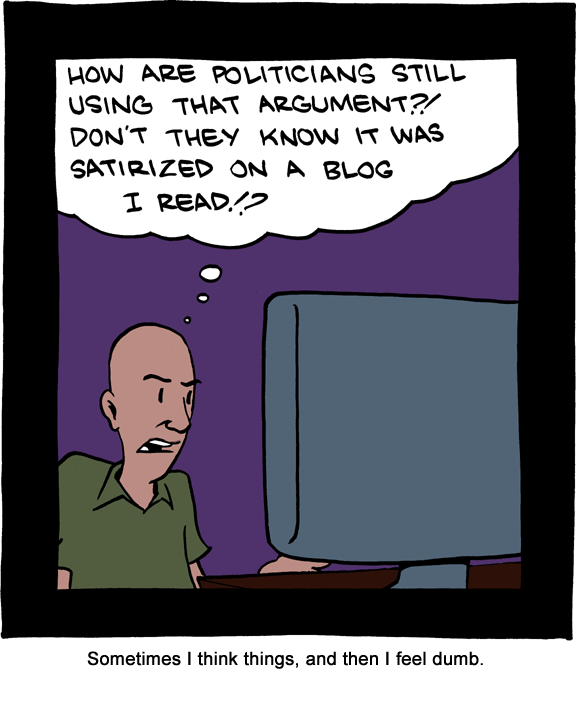 HOW ARE POLITICIANS STILL
USING THAT ARGUMENT?!
DON'T THEY KNOW IT WAS
SATIRIZED ON A BLOG
I READ!?
Sometimes I think things, and then I feel dumb.